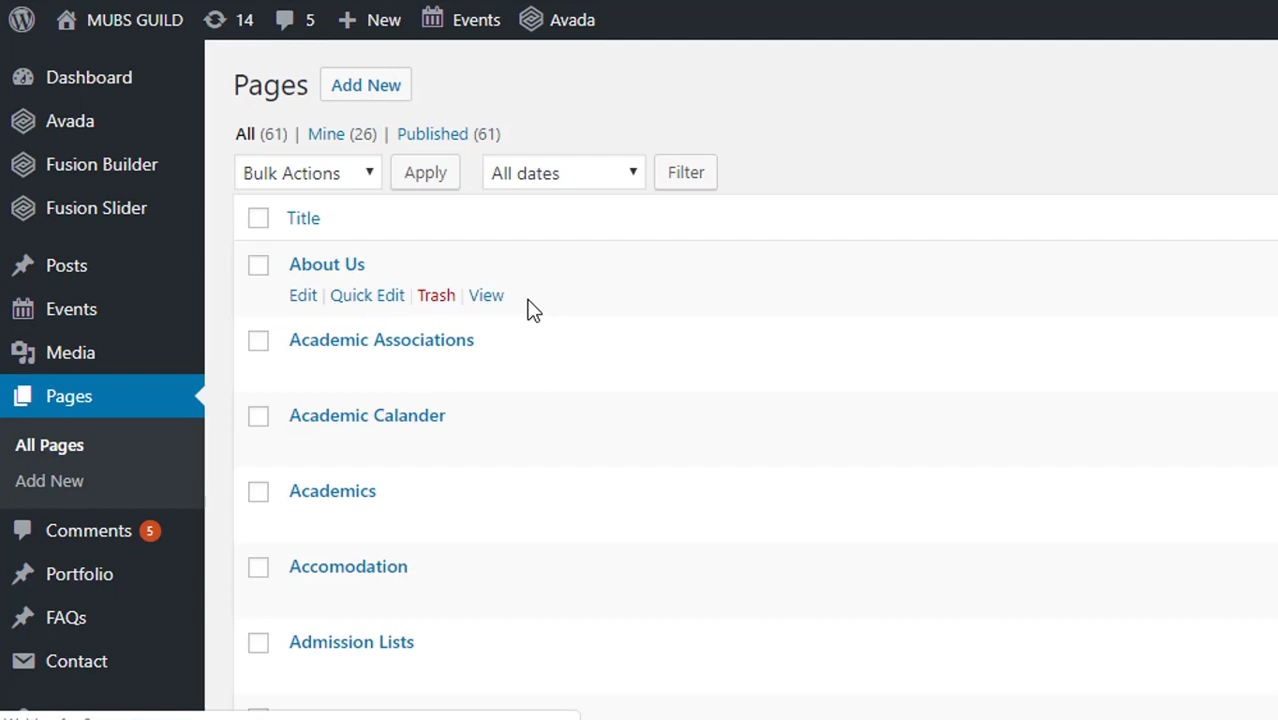 MUBS GUILD 14 5 New Events Avada
Dashboard
Avada
Fusion Builder
Fusion Slider
Posts
Events
Media
Pages
All Pages
Add New
Comments 5
Portfolio
FAQs
Contact
Pages Add New
All (61) | Mine (26) | Published (61)
Bulk Actions Apply All dates Filter
Title
About Us
Edit | Quick Edit | Trash | View
Academic Associations
Academic Calander
Academics
Accomodation
Admission Lists